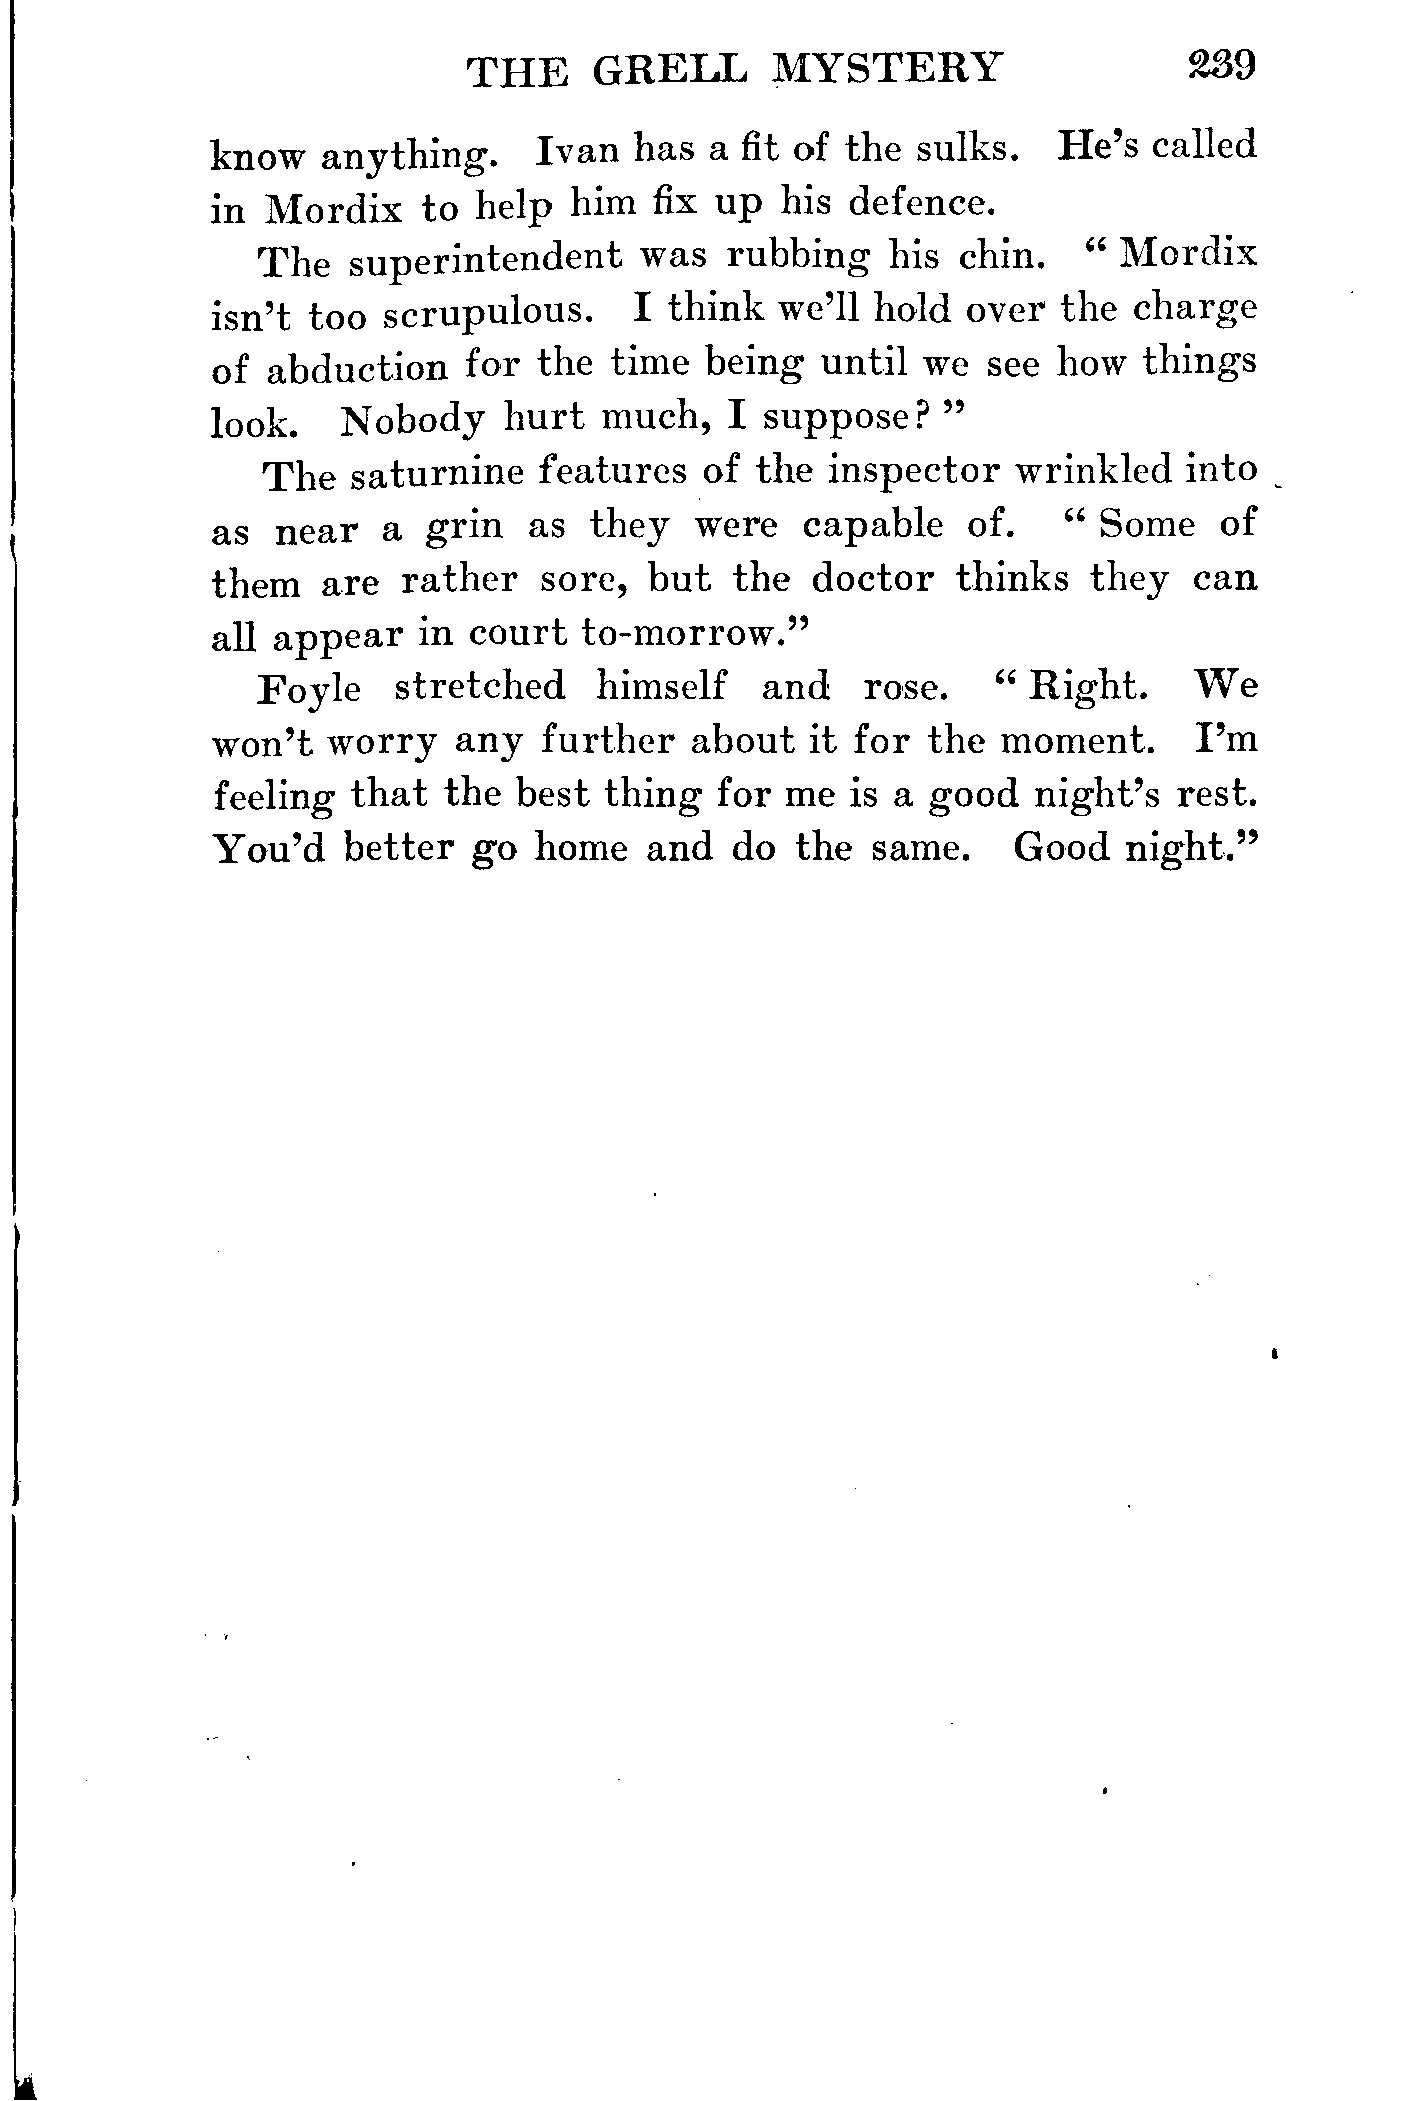 THE GRELL MYSTERY 239
know anything. Ivan has a fit of the sulks. He's called
in Mordix to help him fix up his defence.
The superintendent was rubbing his chin. “ Mordix
isn't too scrupulous. I think we'll hold over the charge
of abduction for the time being until we see how things
look. Nobody hurt much, I suppose? ”
The saturnine features of the inspector wrinkled into
as near a grin as they were capable of. “ Some of
them are rather sore, but the doctor thinks they can
all appear in court to-morrow.”
Foyle stretched himself and rose. “ Right. We
won't worry any further about it for the moment. I'm
feeling that the best thing for me is a good night's rest.
You'd better go home and do the same. Good night.”